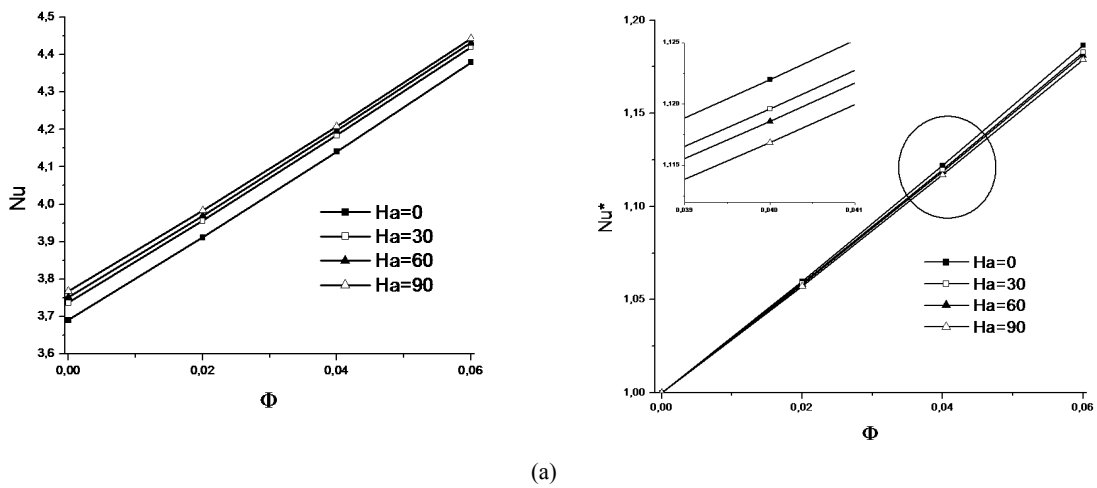 4,5
4,4
4,3
4,2
4,1
4,0
3,9
3,8
3,7
3,6
Nu
Ha=0
Ha=30
Ha=60
Ha=90
0,00
0,02
0,04
0,06
Φ
1,20
1,15
1,10
1,05
1,00
Nu*
1,125
1,120
1,115
0,039
0,040
0,041
Ha=0
Ha=30
Ha=60
Ha=90
0,00
0,02
0,04
0,06
Φ
(a)